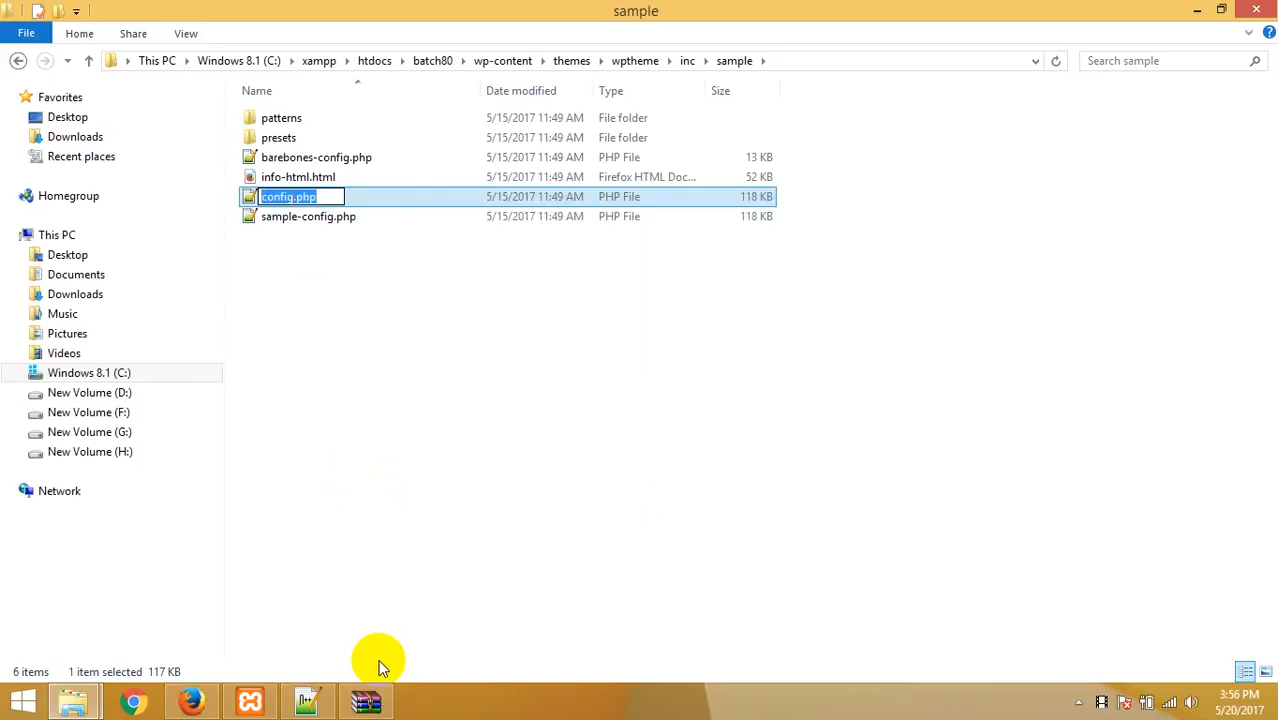 sample
File Home Share View
This PC Windows 8.1 (C:) xampp htdocs batch80 wp-content themes wptheme inc sample Search sample
Name Date modified Type Size
Favorites
Desktop
Downloads
Recent places
Homegroup
This PC
Desktop
Documents
Downloads
Music
Pictures
Videos
Windows 8.1 (C:)
New Volume (D:)
New Volume (F:)
New Volume (G:)
New Volume (H:)
Network
patterns 5/15/2017 11:49 AM File folder
presets 5/15/2017 11:49 AM File folder
barebones-config.php 5/15/2017 11:49 AM PHP File 13 KB
info-html.html 5/15/2017 11:49 AM Firefox HTML Doc... 52 KB
config.php 5/15/2017 11:49 AM PHP File 118 KB
sample-config.php 5/15/2017 11:49 AM PHP File 118 KB
6 items 1 item selected 117 KB
3:56 PM
5/20/2017